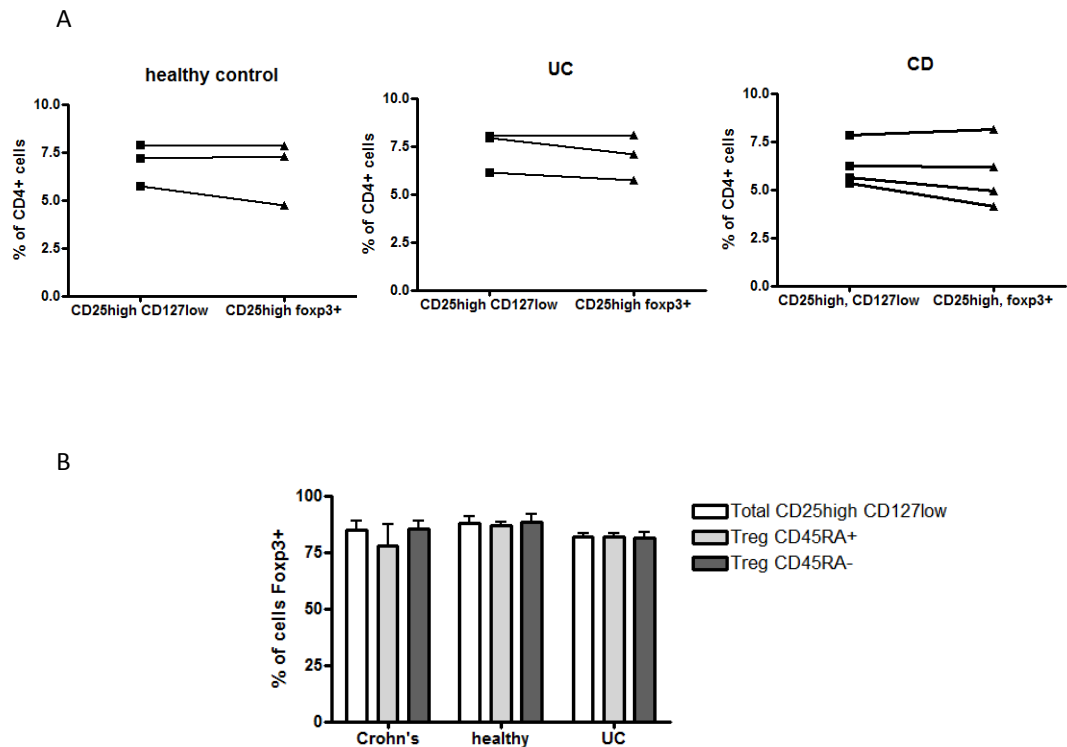 A
healthy control
% of CD4+ cells
10.0
7.5
5.0
2.5
0.0
CD25high CD127low CD25high foxp3+
UC
% of CD4+ cells
10.0
7.5
5.0
2.5
0.0
CD25high CD127low CD25high foxp3+
CD
% of CD4+ cells
10.0
7.5
5.0
2.5
0.0
CD25high, CD127low CD25high, foxp3+
B
% of cells Foxp3+
100
75
50
25
0
Crohn's healthy UC
Total CD25high CD127low
Treg CD45RA+
Treg CD45RA-